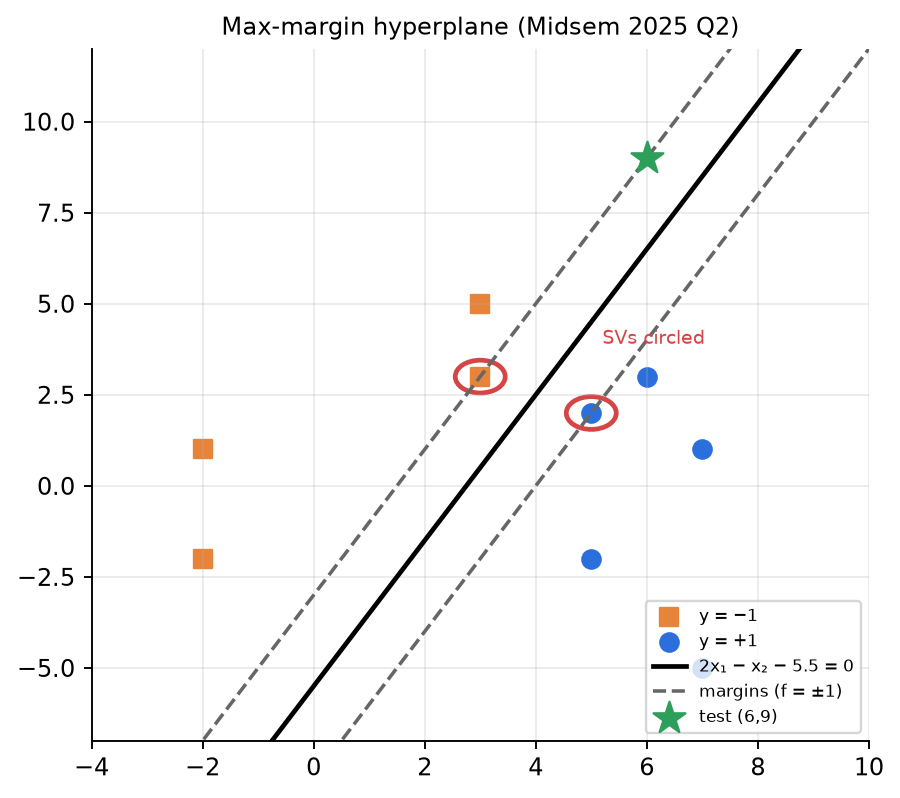 Max-margin hyperplane (Midsem 2025 Q2)
10.0
7.5
5.0
2.5
0.0
−2.5
−5.0
SVs circled
y = −1
y = +1
2x₁ − x₂ − 5.5 = 0
margins (f = ±1)
test (6,9)
−4 −2 0 2 4 6 8 10